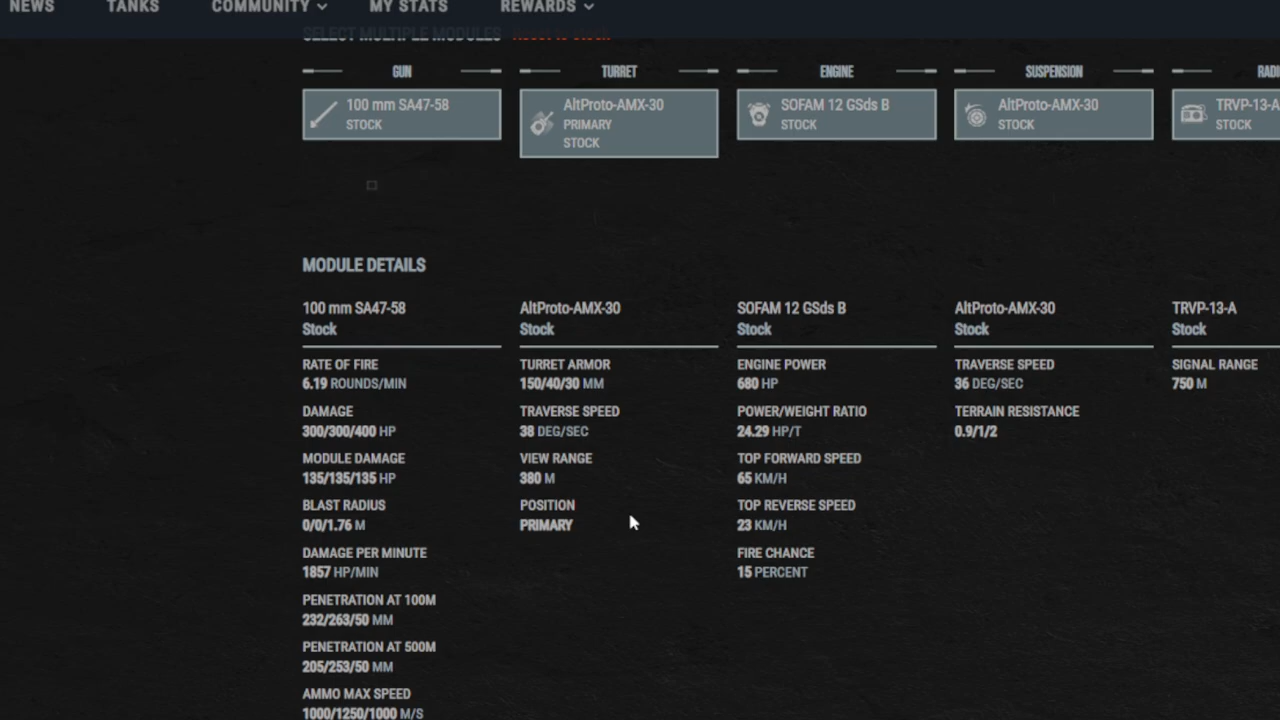 NEWS TANKS COMMUNITY MY STATS REWARDS
SELECT MULTIPLE MODULES
GUN TURRET ENGINE SUSPENSION
100 mm SA47-58
STOCK
AltProto-AMX-30
PRIMARY
STOCK
SOFAM 12 GSds B
STOCK
AltProto-AMX-30
STOCK
TRVP-13-A
STOCK
MODULE DETAILS
100 mm SA47-58
Stock
RATE OF FIRE
6.19 ROUNDS/MIN
DAMAGE
300/300/400 HP
MODULE DAMAGE
135/135/135 HP
BLAST RADIUS
0/0/1.76 M
DAMAGE PER MINUTE
1857 HP/MIN
PENETRATION AT 100M
232/263/50 MM
PENETRATION AT 500M
205/253/50 MM
AMMO MAX SPEED
1000/1250/1000 M/S
AltProto-AMX-30
Stock
TURRET ARMOR
150/40/30 MM
TRAVERSE SPEED
38 DEG/SEC
VIEW RANGE
380 M
POSITION
PRIMARY
SOFAM 12 GSds B
Stock
ENGINE POWER
680 HP
POWER/WEIGHT RATIO
24.29 HP/T
TOP FORWARD SPEED
65 KM/H
TOP REVERSE SPEED
23 KM/H
FIRE CHANCE
15 PERCENT
AltProto-AMX-30
Stock
TRAVERSE SPEED
36 DEG/SEC
TERRAIN RESISTANCE
0.9/1/2
TRVP-13-A
Stock
SIGNAL RANGE
750 M